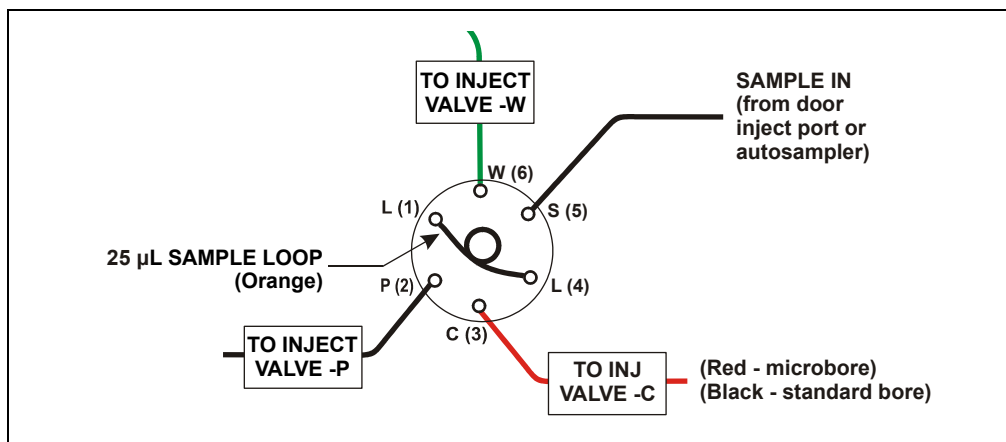 TO INJECT
VALVE -W
SAMPLE IN
(from door
inject port or
autosampler)
W (6)
S (5)
L (1)
25 µL SAMPLE LOOP
(Orange)
P (2)
L (4)
C (3)
TO INJECT
VALVE -P
TO INJ
VALVE -C
(Red - microbore)
(Black - standard bore)